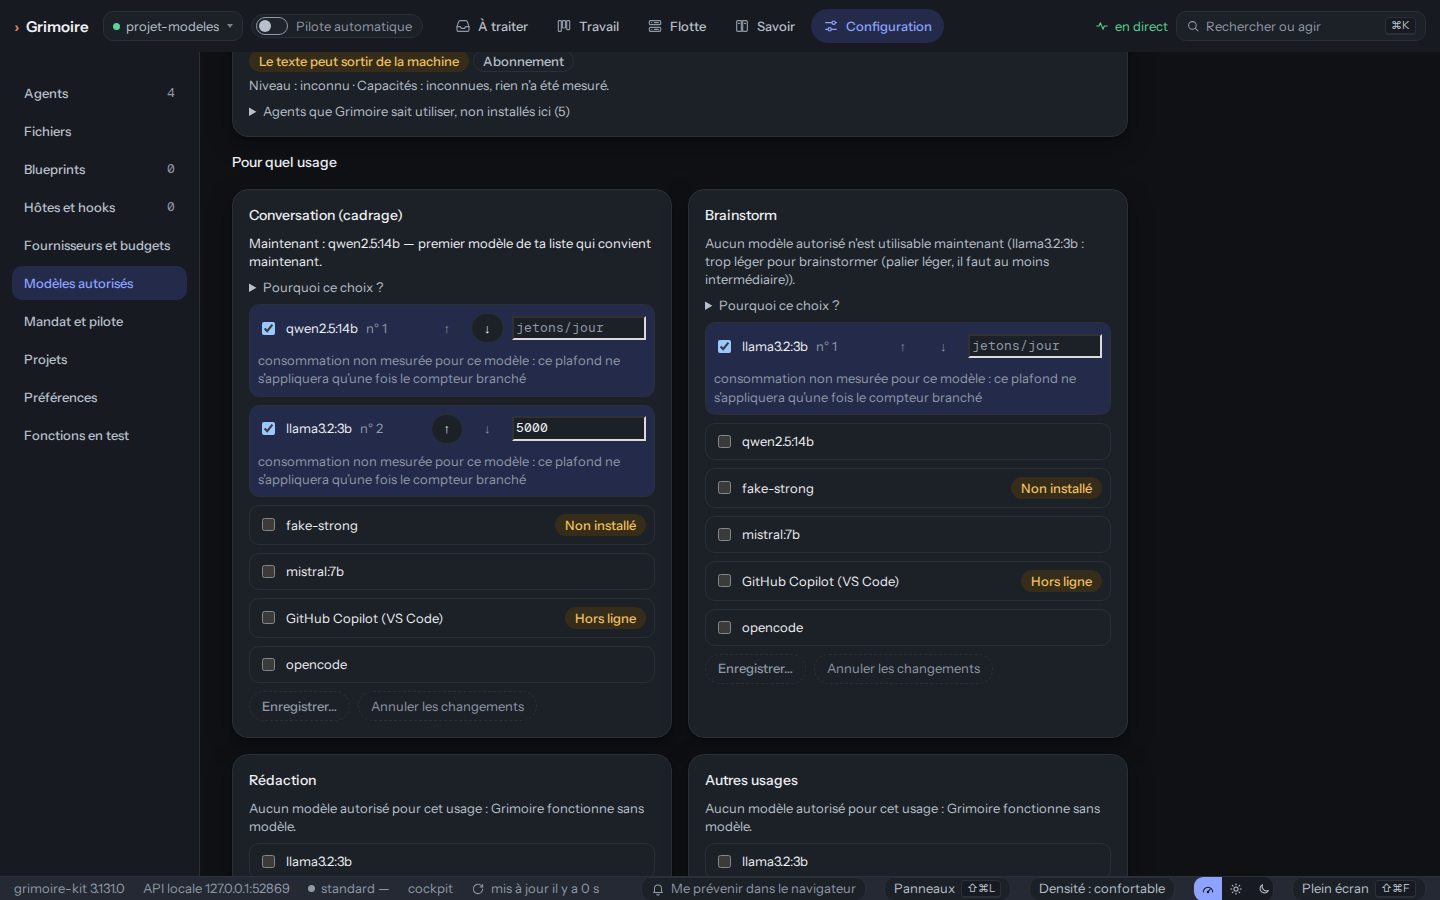 › Grimoire
projet-modeles
Pilote automatique
À traiter
Travail
Flotte
Savoir
Configuration
en direct
Rechercher ou agir
⌘K
Agents 4
Fichiers
Blueprints 0
Hôtes et hooks 0
Fournisseurs et budgets
Modèles autorisés
Mandat et pilote
Projets
Préférences
Fonctions en test
Le texte peut sortir de la machine
Abonnement
Niveau : inconnu · Capacités : inconnues, rien n'a été mesuré.
▶ Agents que Grimoire sait utiliser, non installés ici (5)
Pour quel usage
Conversation (cadrage)
Maintenant : qwen2.5:14b — premier modèle de ta liste qui convient
maintenant.
▶ Pourquoi ce choix ?
qwen2.5:14b n° 1 ↑ ↓ jetons/jour
consommation non mesurée pour ce modèle : ce plafond ne
s'appliquera qu'une fois le compteur branché
llama3.2:3b n° 2 ↑ ↓ 5000
consommation non mesurée pour ce modèle : ce plafond ne
s'appliquera qu'une fois le compteur branché
fake-strong Non installé
mistral:7b
GitHub Copilot (VS Code) Hors ligne
opencode
Enregistrer… Annuler les changements
Brainstorm
Aucun modèle autorisé n'est utilisable maintenant (llama3.2:3b :
trop léger pour brainstormer (palier léger, il faut au moins
intermédiaire)).
▶ Pourquoi ce choix ?
llama3.2:3b n° 1 ↑ ↓ jetons/jour
consommation non mesurée pour ce modèle : ce plafond ne
s'appliquera qu'une fois le compteur branché
qwen2.5:14b
fake-strong Non installé
mistral:7b
GitHub Copilot (VS Code) Hors ligne
opencode
Enregistrer… Annuler les changements
Rédaction
Aucun modèle autorisé pour cet usage : Grimoire fonctionne sans
modèle.
llama3.2:3b
Autres usages
Aucun modèle autorisé pour cet usage : Grimoire fonctionne sans
modèle.
llama3.2:3b
grimoire-kit 3.131.0
API locale 127.0.0.1:52869
standard —
cockpit
mis à jour il y a 0 s
Me prévenir dans le navigateur
Panneaux ⇧⌘L
Densité : confortable
Plein écran ⇧⌘F